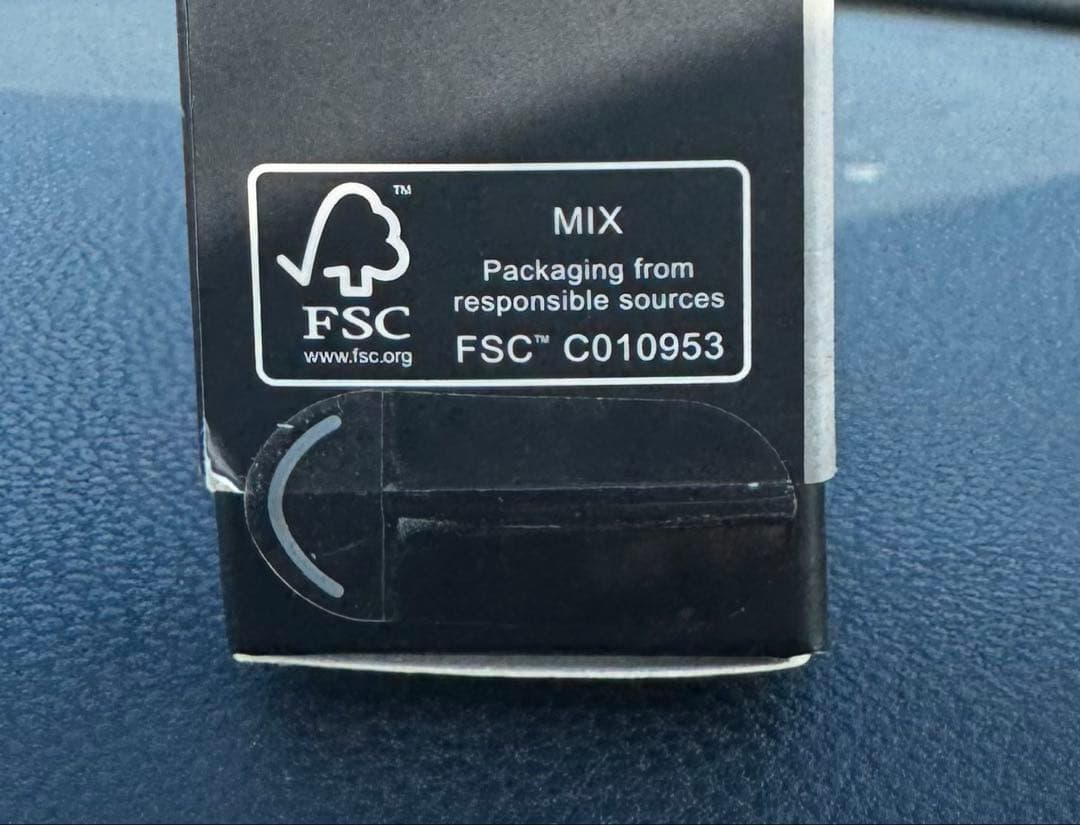 ™
MIX
Packaging from
responsible sources
FSC™ C010953
FSC
www.fsc.org